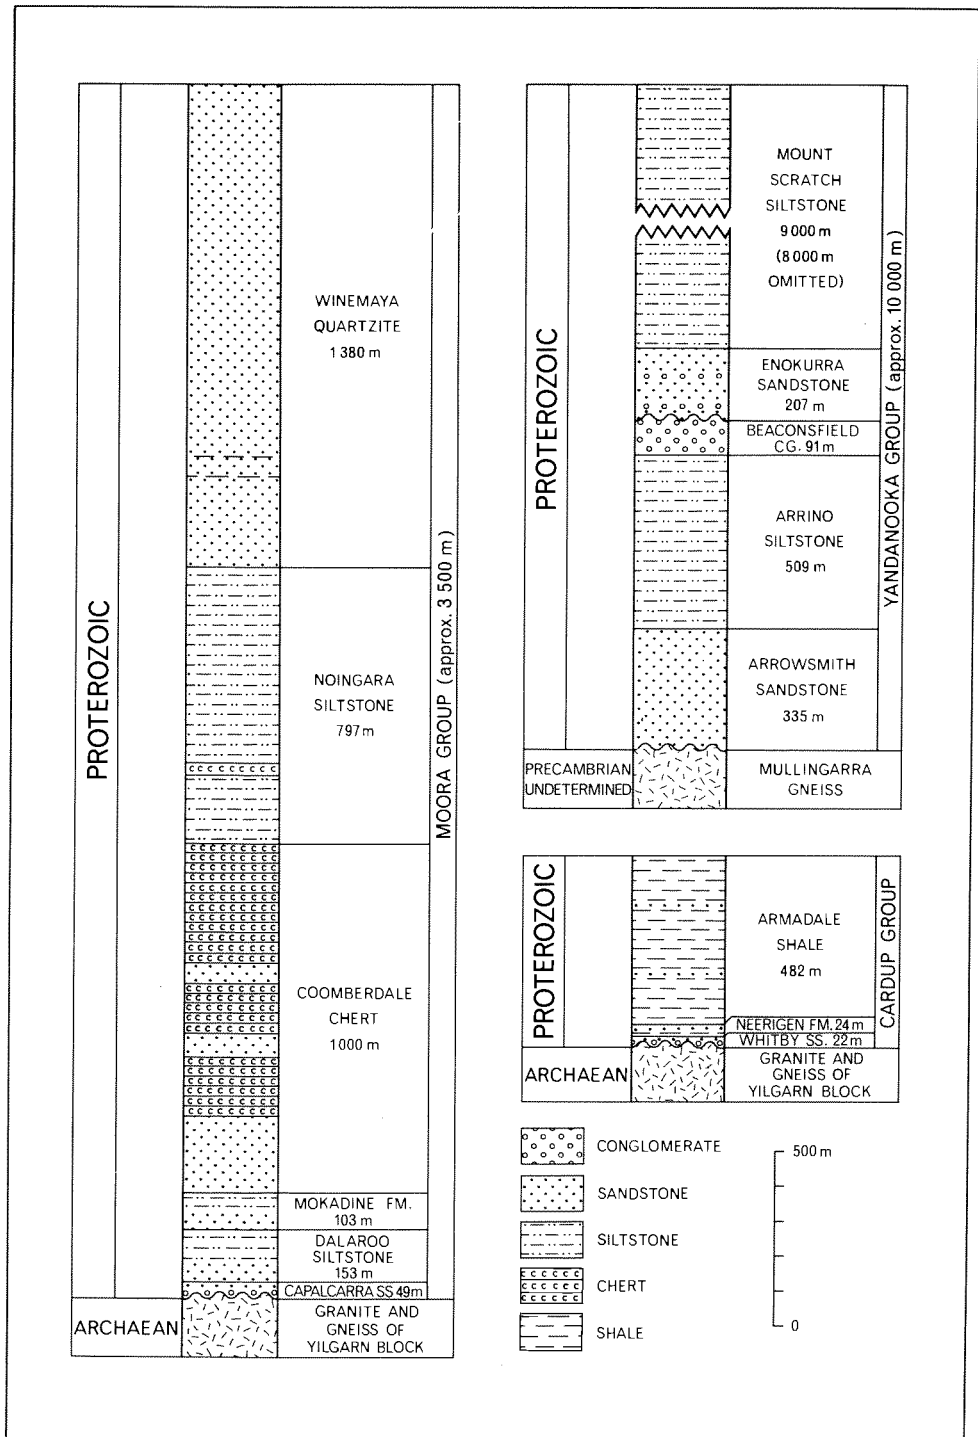 PROTEROZOIC
WINEMAYA
QUARTZITE
1 380 m
NOINGARA
SILTSTONE
797 m
COOMBERDALE
CHERT
1000 m
MOKADINE FM.
103 m
DALAROO
SILTSTONE
153 m
CAPALCARRA SS 49m
MOORA GROUP (approx. 3 500 m)
ARCHAEAN
GRANITE AND
GNEISS OF
YILGARN BLOCK
PROTEROZOIC
MOUNT
SCRATCH
SILTSTONE
9 000 m
(8 000 m
OMITTED)
ENOKURRA
SANDSTONE
207 m
BEACONSFIELD
CG. 91 m
ARRINO
SILTSTONE
509 m
ARROWSMITH
SANDSTONE
335 m
YANDANOOKA GROUP (approx. 10 000 m)
PRECAMBRIAN
UNDETERMINED
MULLINGARRA
GNEISS
PROTEROZOIC
ARMADALE
SHALE
482 m
NEERIGEN FM. 24 m
WHITBY SS. 22 m
CARDUP GROUP
ARCHAEAN
GRANITE AND
GNEISS OF
YILGARN BLOCK
CONGLOMERATE
SANDSTONE
SILTSTONE
c c c c c c
c c c c c c
c c c c c c
CHERT
SHALE
500 m
0